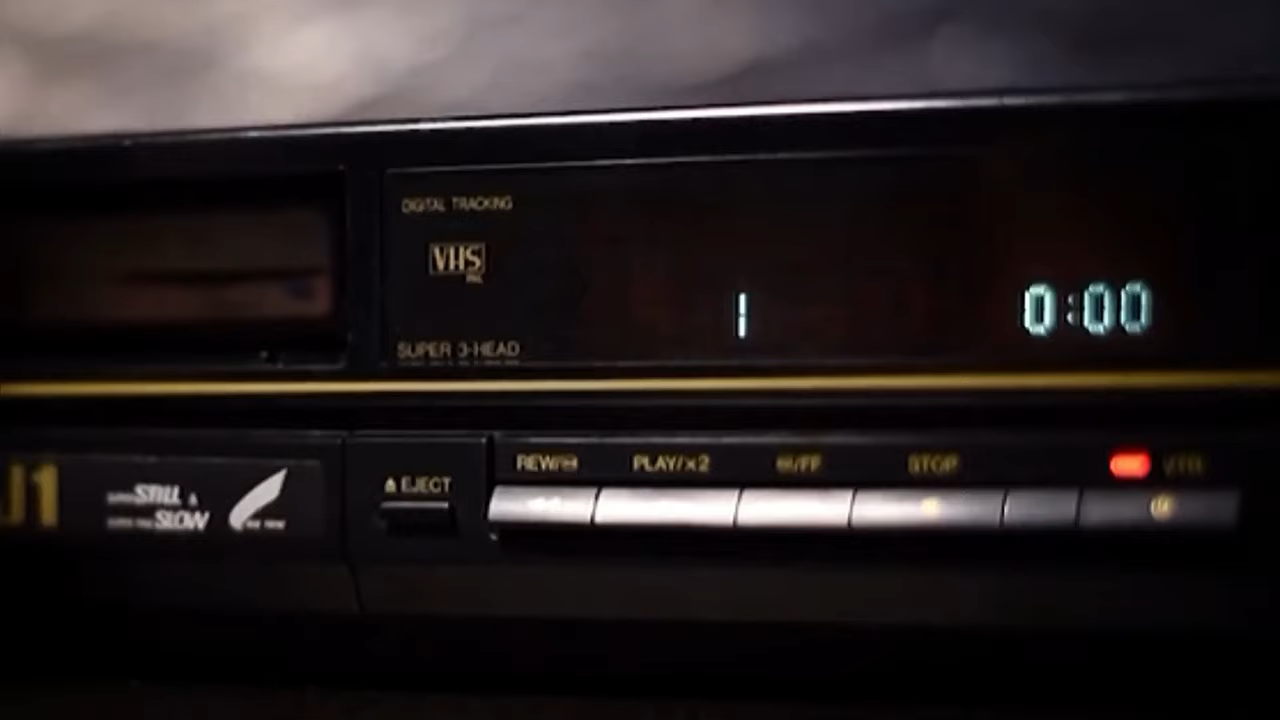 DIGITAL TRACKING
VHS
PAL
SUPER 3-HEAD
1
0:00
J1
STILL &
SLOW
EJECT
REW
PLAY/×2
/FF
STOP
VTR